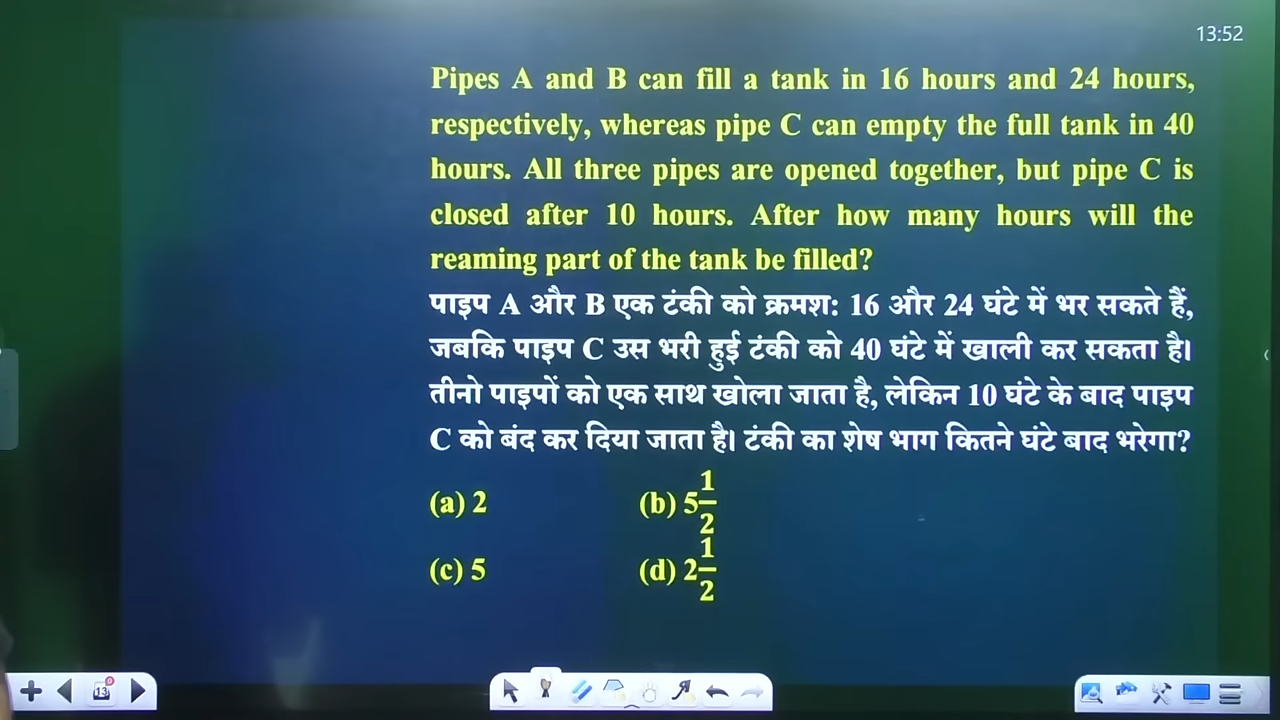 13:52
Pipes A and B can fill a tank in 16 hours and 24 hours,
respectively, whereas pipe C can empty the full tank in 40
hours. All three pipes are opened together, but pipe C is
closed after 10 hours. After how many hours will the
reaming part of the tank be filled?
पाइप A और B एक टंकी को क्रमश: 16 और 24 घंटे में भर सकते हैं,
जबकि पाइप C उस भरी हुई टंकी को 40 घंटे में खाली कर सकता है।
तीनो पाइपों को एक साथ खोला जाता है, लेकिन 10 घंटे के बाद पाइप
C को बंद कर दिया जाता है। टंकी का शेष भाग कितने घंटे बाद भरेगा?
(a) 2 (b) 5 1/2
(c) 5 (d) 2 1/2
13